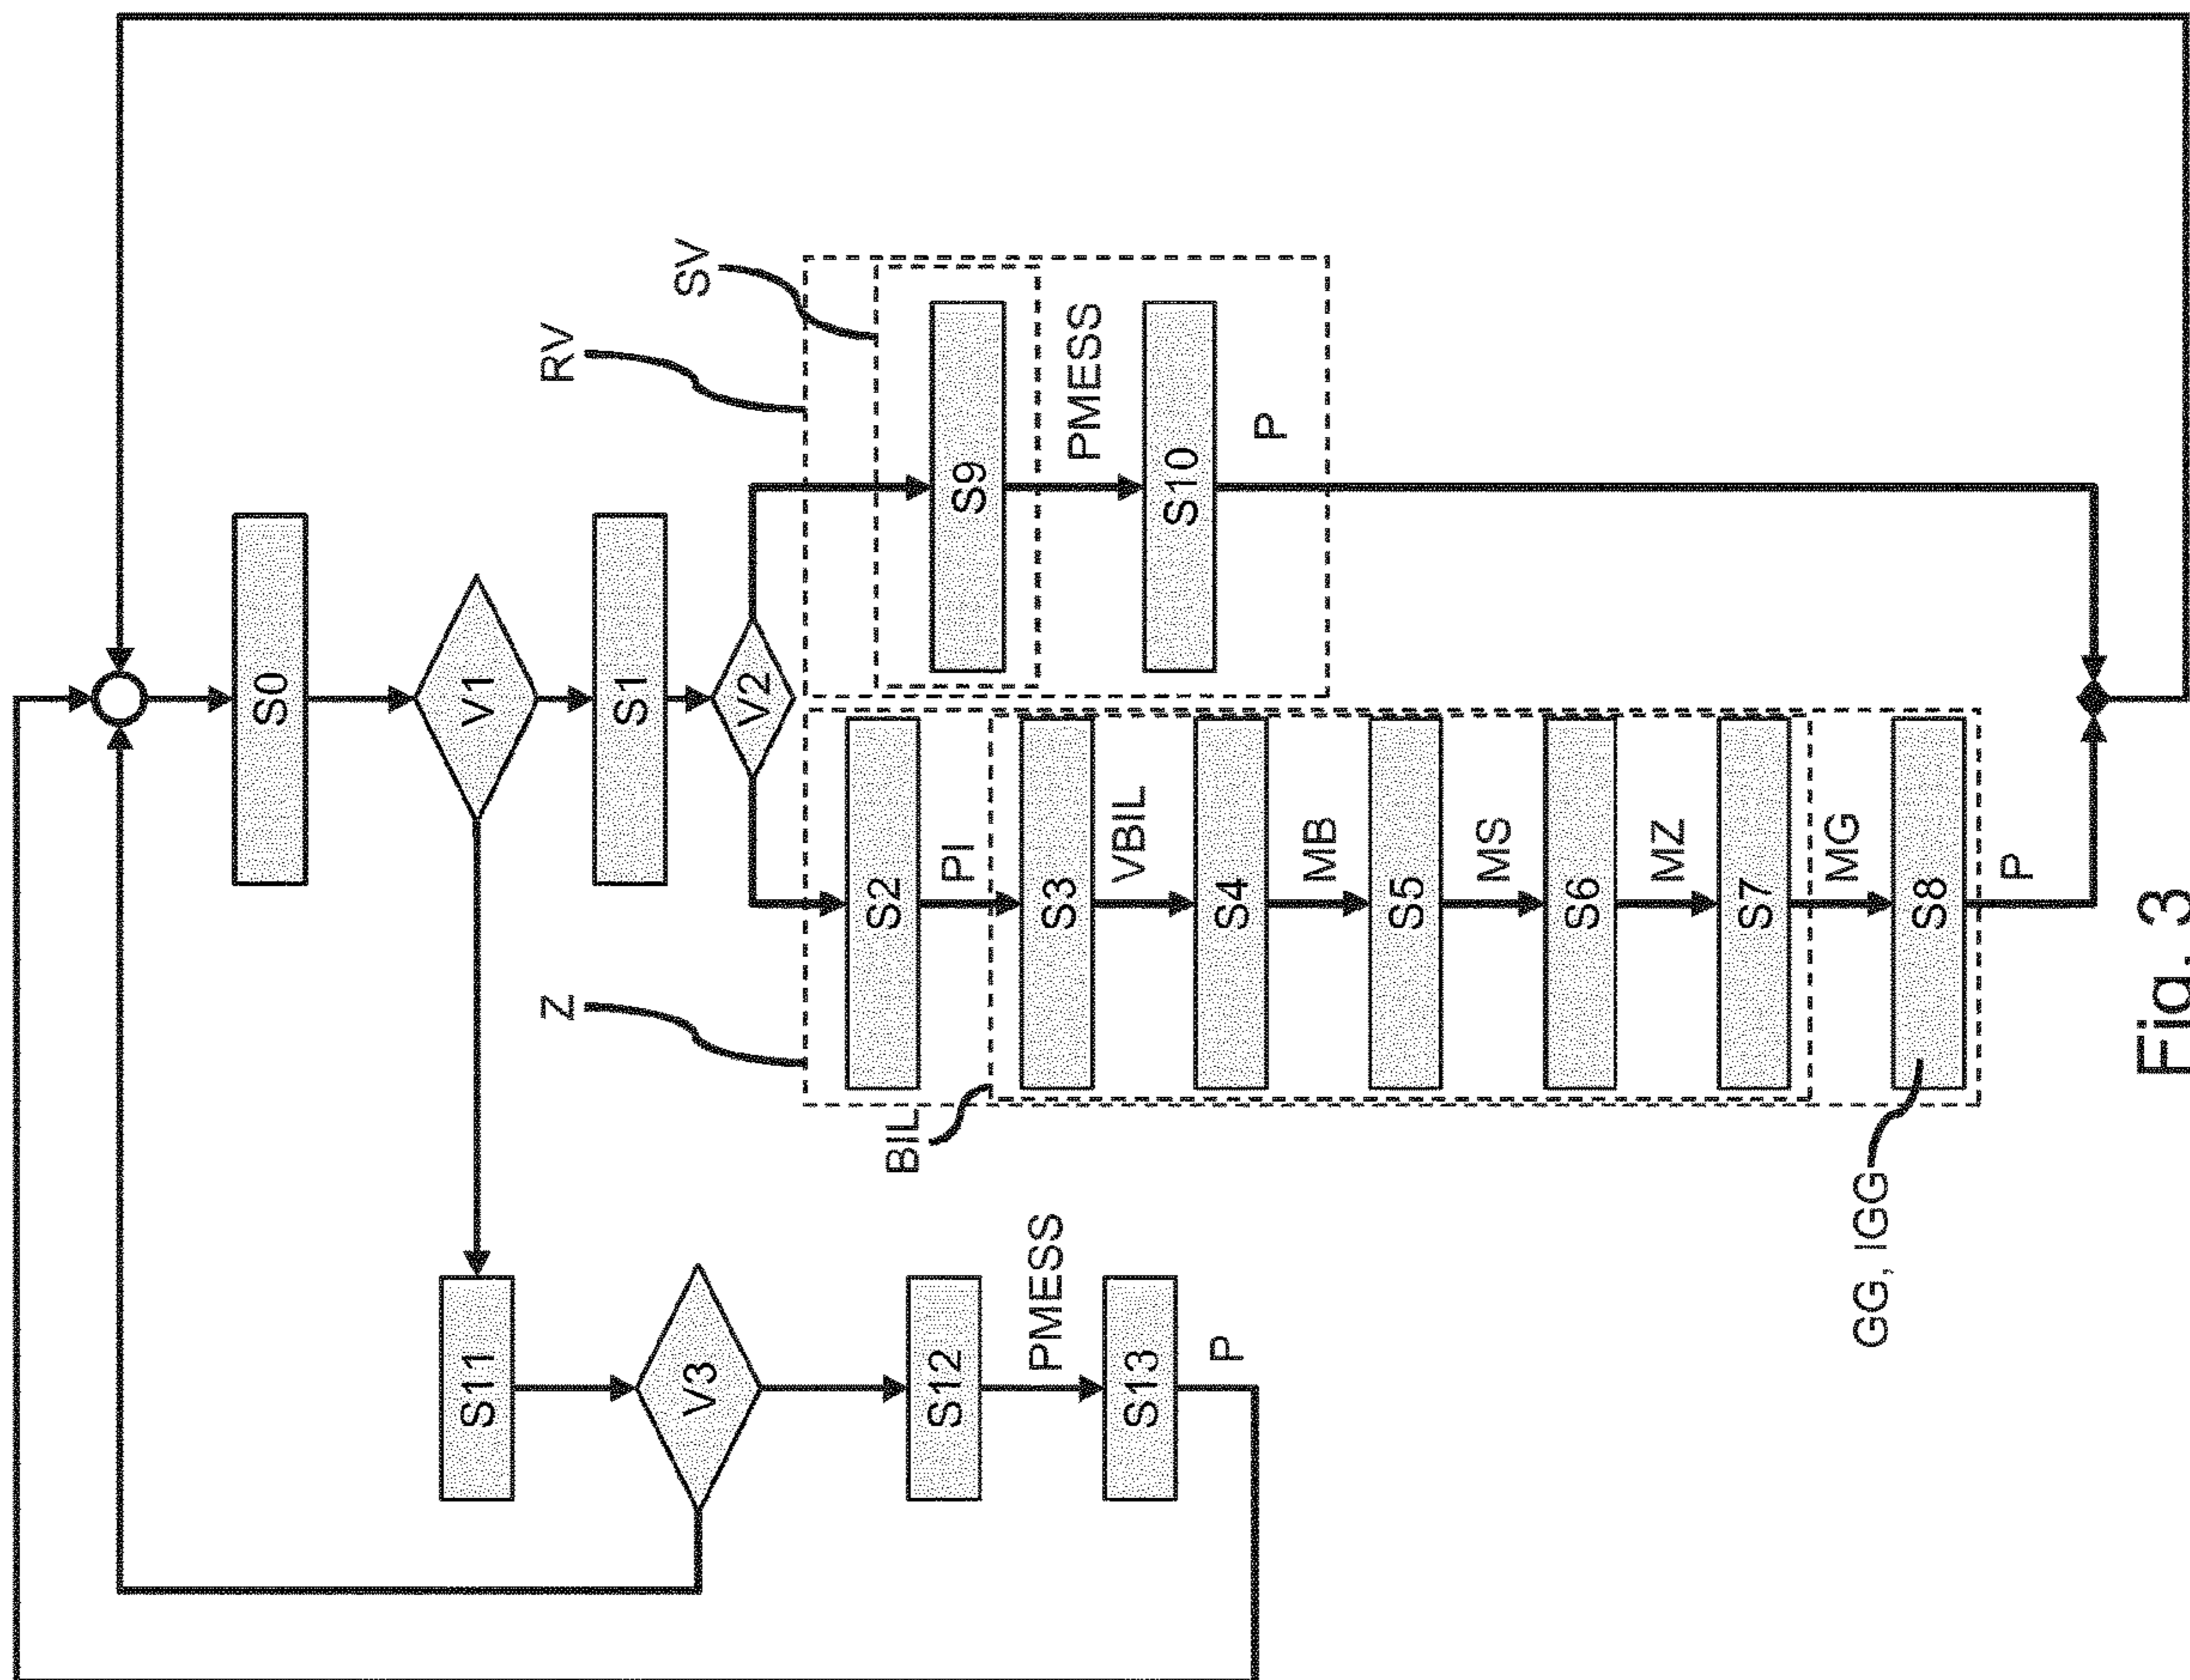 S0
V1
S1
V2
RV
SV
S9
PMESS
S10
P
Z
S2
PI
BIL
S3
VBIL
S4
MB
S5
MS
S6
MZ
S7
MG
S8
GG, IGG
P
S11
V3
S12
PMESS
S13
P
Fig. 3